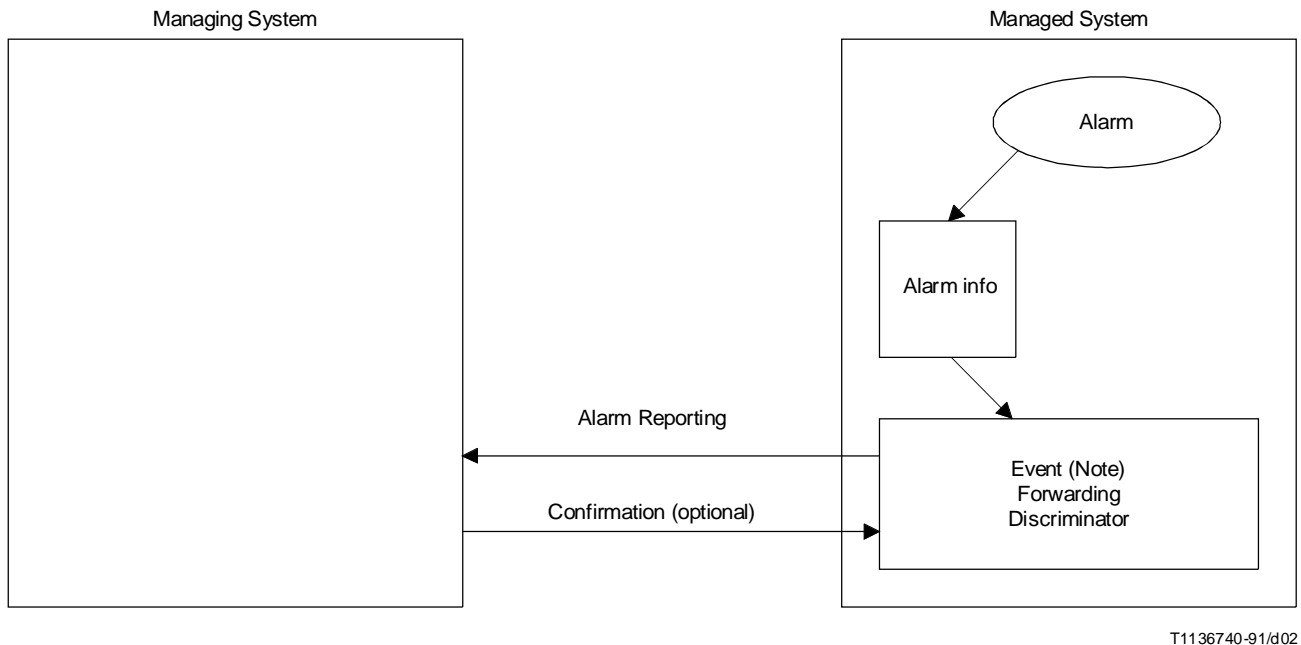 Managing System
Managed System
Alarm
Alarm info
Alarm Reporting
Event (Note)
Forwarding
Discriminator
Confirmation (optional)
T1136740-91/d02